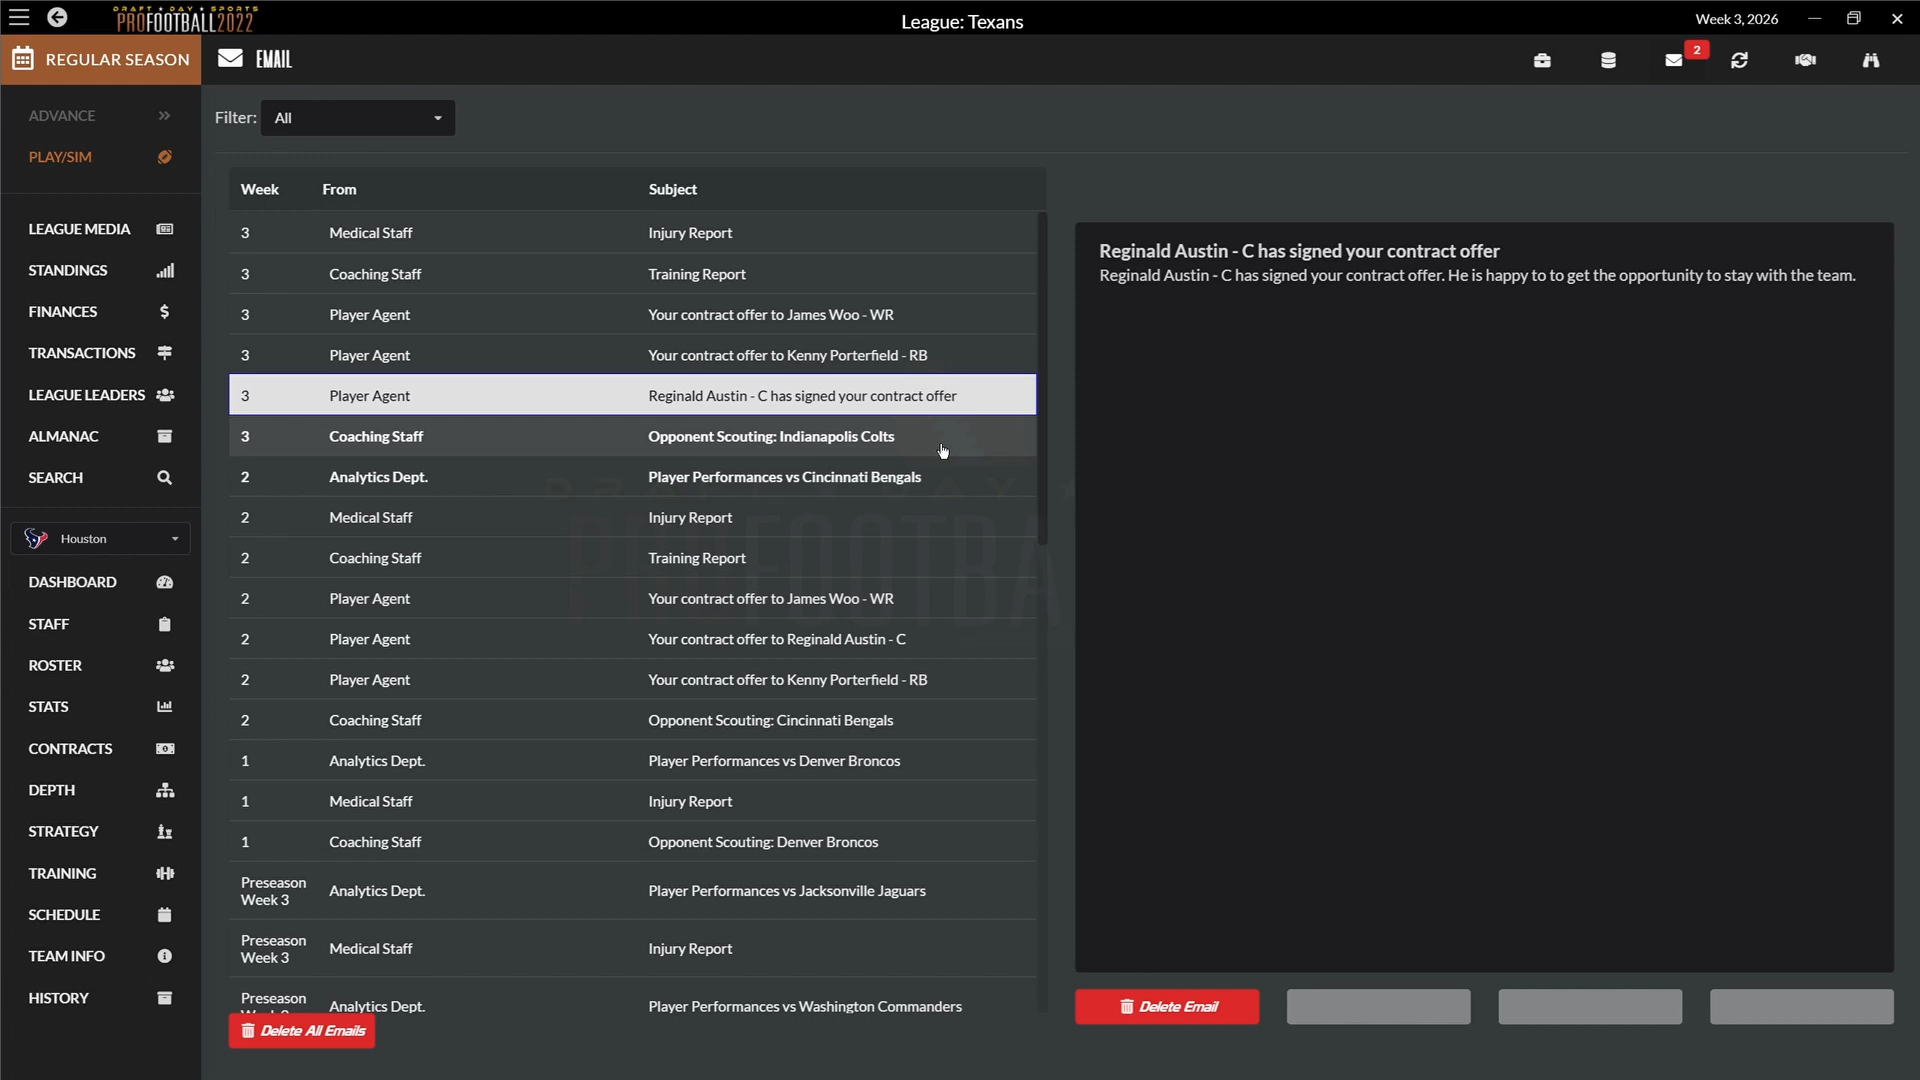 DRAFT DAY SPORTS
PROFOOTBALL2022
League: Texans
Week 3, 2026
REGULAR SEASON
EMAIL
2
ADVANCE
PLAY/SIM
LEAGUE MEDIA
STANDINGS
FINANCES
TRANSACTIONS
LEAGUE LEADERS
ALMANAC
SEARCH
Houston
DASHBOARD
STAFF
ROSTER
STATS
CONTRACTS
DEPTH
STRATEGY
TRAINING
SCHEDULE
TEAM INFO
HISTORY
Filter: All
Week From Subject
3 Medical Staff Injury Report
3 Coaching Staff Training Report
3 Player Agent Your contract offer to James Woo - WR
3 Player Agent Your contract offer to Kenny Porterfield - RB
3 Player Agent Reginald Austin - C has signed your contract offer
3 Coaching Staff Opponent Scouting: Indianapolis Colts
2 Analytics Dept. Player Performances vs Cincinnati Bengals
2 Medical Staff Injury Report
2 Coaching Staff Training Report
2 Player Agent Your contract offer to James Woo - WR
2 Player Agent Your contract offer to Reginald Austin - C
2 Player Agent Your contract offer to Kenny Porterfield - RB
2 Coaching Staff Opponent Scouting: Cincinnati Bengals
1 Analytics Dept. Player Performances vs Denver Broncos
1 Medical Staff Injury Report
1 Coaching Staff Opponent Scouting: Denver Broncos
Preseason Week 3 Analytics Dept. Player Performances vs Jacksonville Jaguars
Preseason Week 3 Medical Staff Injury Report
Preseason Analytics Dept. Player Performances vs Washington Commanders
Delete All Emails
Reginald Austin - C has signed your contract offer
Reginald Austin - C has signed your contract offer. He is happy to to get the opportunity to stay with the team.
Delete Email